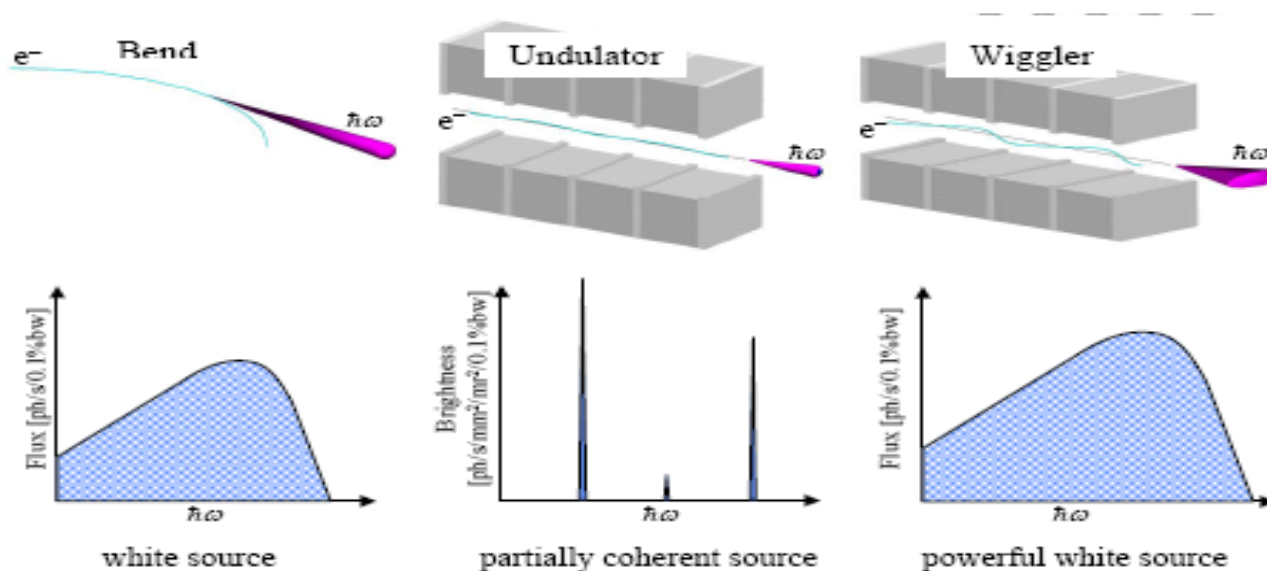 Bend
e⁻
ħω
Undulator
e⁻
ħω
Wiggler
e⁻
ħω
Flux [ph/s/0.1%bw]
ħω
white source
Brightness
[ph/s/mm²/mr²/0.1%bw]
ħω
partially coherent source
Flux [ph/s/0.1%bw]
ħω
powerful white source